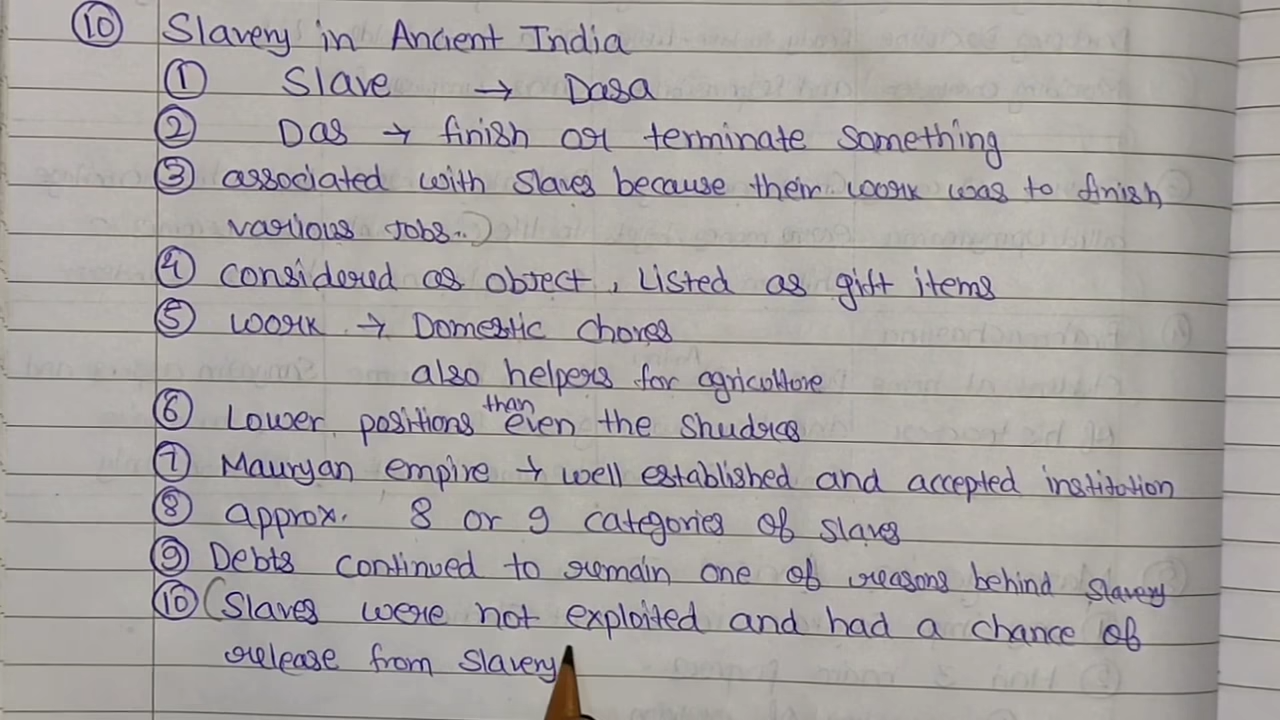 ⑩ Slavery in Ancient India
① Slave → Dasa
② Das → finish or terminate something
③ associated with slaves because their work was to finish
various jobs..)
④ considered as object, listed as gift items
⑤ work → Domestic chores
also helpers for agriculture
⑥ Lower positions than even the Shudras
⑦ Mauryan empire → well established and accepted institution
⑧ approx. 8 or 9 categories of slaves
⑨ Debts continued to remain one of reasons behind slavery
⑩ (Slaves were not exploited and had a chance of
release from slavery